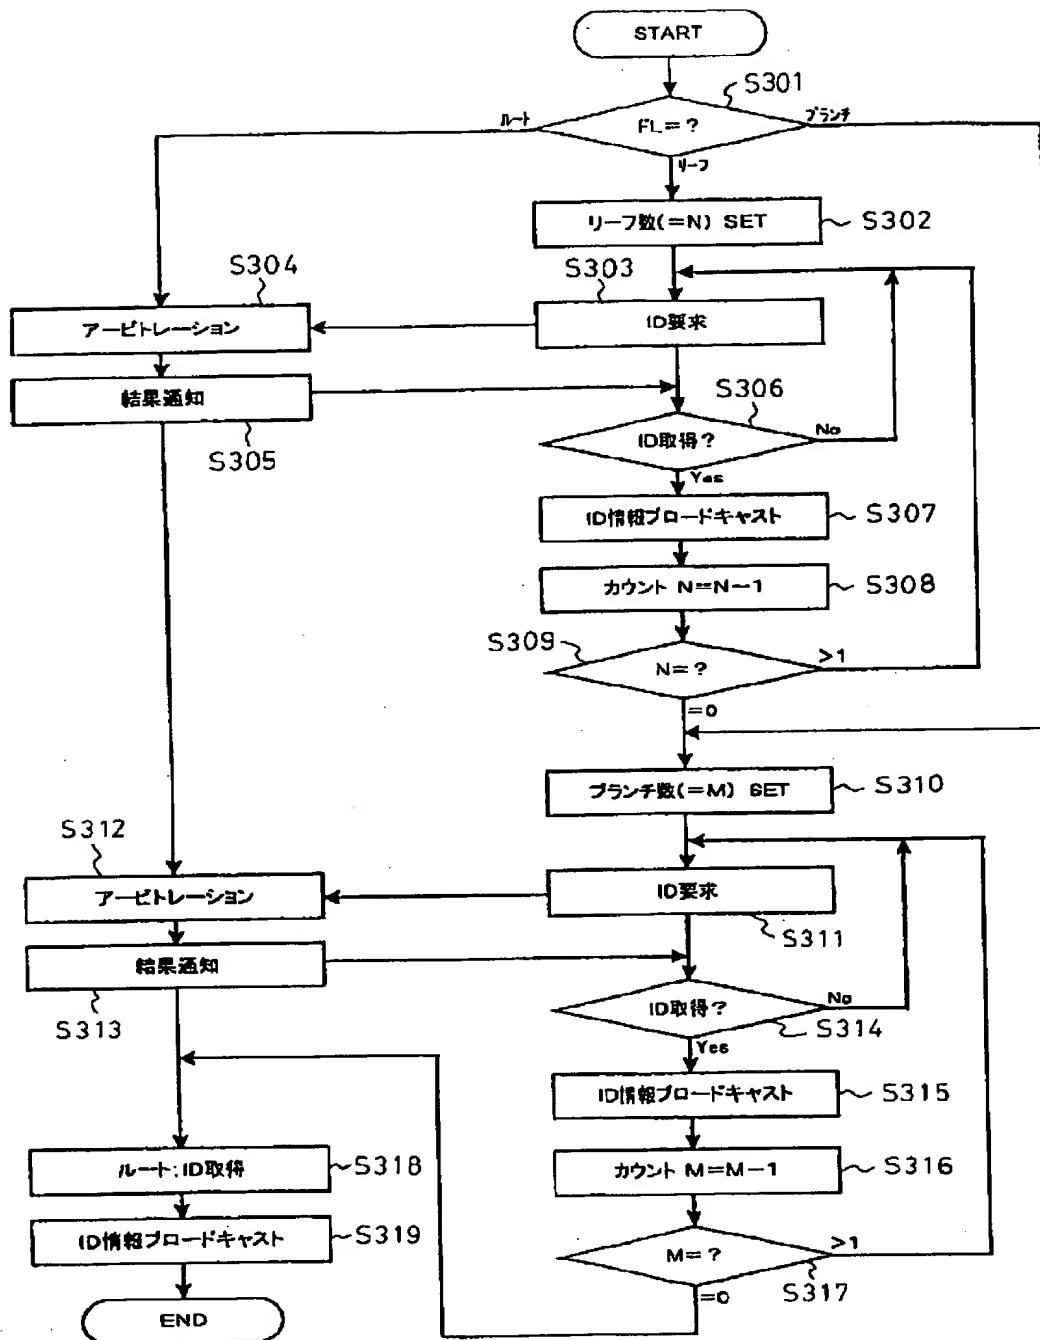 START
S301
ルート
FL=?
ブランチ
リーフ
リーフ数(=N) SET
S302
S304
S303
アービトレーション
ID要求
結果通知
S305
S306
ID取得?
No
Yes
ID情報ブロードキャスト
S307
カウント N=N-1
S308
S309
N=?
>1
=0
ブランチ数(=M) SET
S310
S312
アービトレーション
ID要求
S311
結果通知
S313
ID取得?
No
S314
Yes
ID情報ブロードキャスト
S315
カウント M=M-1
S316
ルート:ID取得
S318
ID情報ブロードキャスト
S319
M=?
>1
S317
=0
END